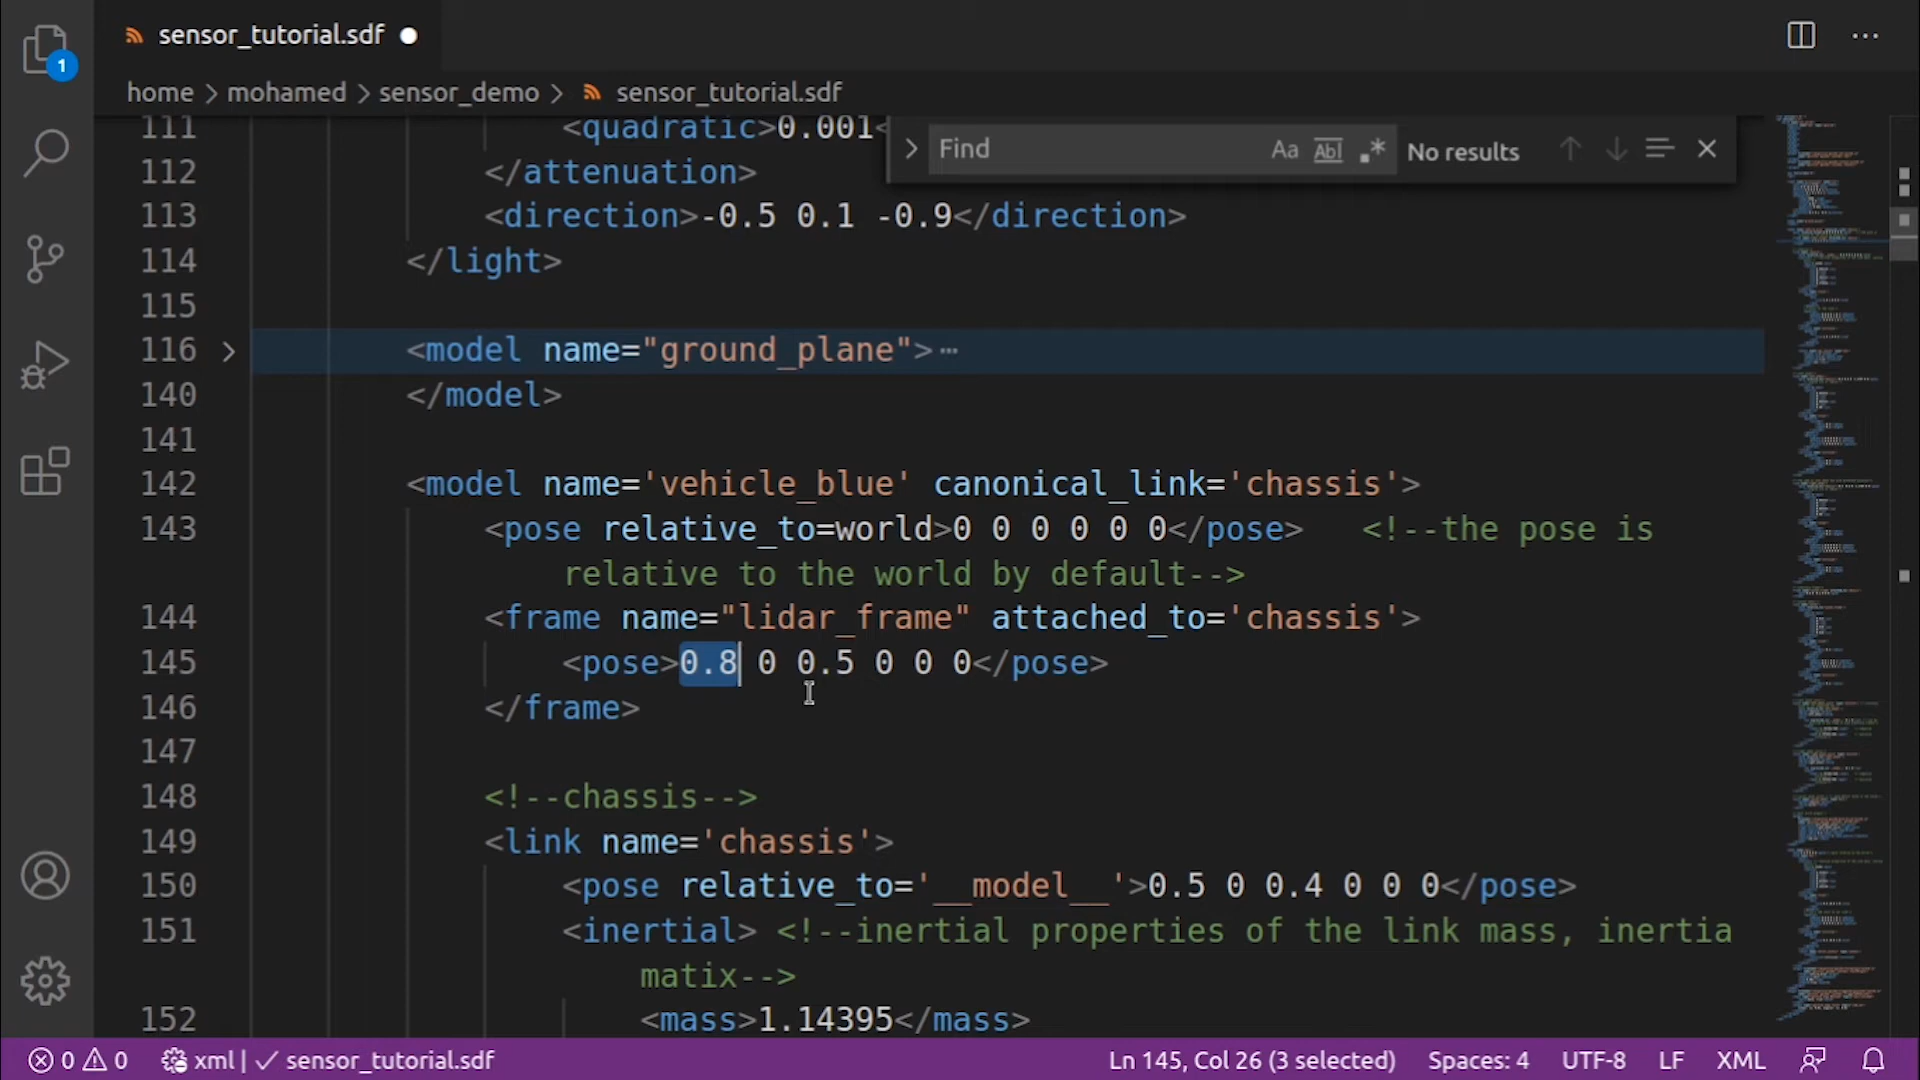 sensor_tutorial.sdf
1
home > mohamed > sensor_demo > sensor_tutorial.sdf
Find
Aa Abl .* No results
111 <quadratic>0.001<
112 </attenuation>
113 <direction>-0.5 0.1 -0.9</direction>
114 </light>
115
116 > <model name="ground_plane">⋯
140 </model>
141
142 <model name='vehicle_blue' canonical_link='chassis'>
143 <pose relative_to=world>0 0 0 0 0 0</pose> <!--the pose is
relative to the world by default-->
144 <frame name="lidar_frame" attached_to='chassis'>
145 <pose>0.8 0 0.5 0 0 0</pose>
146 </frame>
147
148 <!--chassis-->
149 <link name='chassis'>
150 <pose relative_to='__model__'>0.5 0 0.4 0 0 0</pose>
151 <inertial> <!--inertial properties of the link mass, inertia
matix-->
152 <mass>1.14395</mass>
0 0 xml | ✓ sensor_tutorial.sdf Ln 145, Col 26 (3 selected) Spaces: 4 UTF-8 LF XML